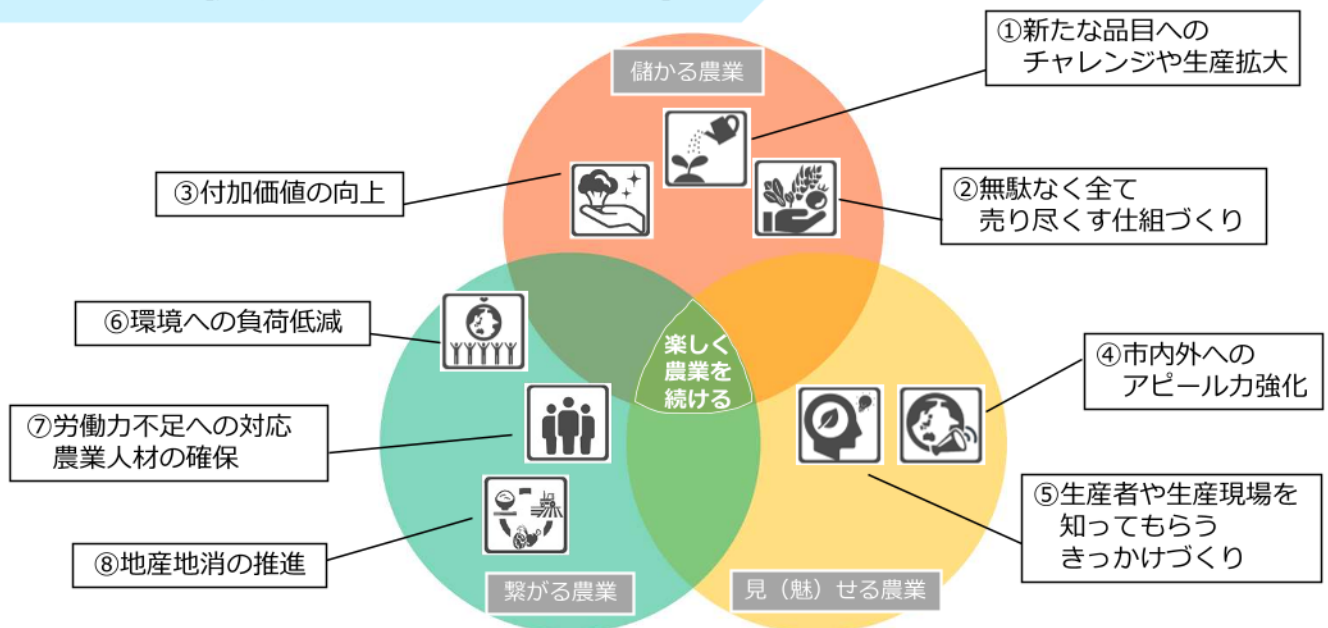 儲かる農業
①新たな品目への
チャレンジや生産拡大
③付加価値の向上
②無駄なく全て
売り尽くす仕組づくり
⑥環境への負荷低減
楽しく
農業を
続ける
④市内外への
アピール力強化
⑦労働力不足への対応
農業人材の確保
⑤生産者や生産現場を
知ってもらう
きっかけづくり
⑧地産地消の推進
繋がる農業
見（魅）せる農業